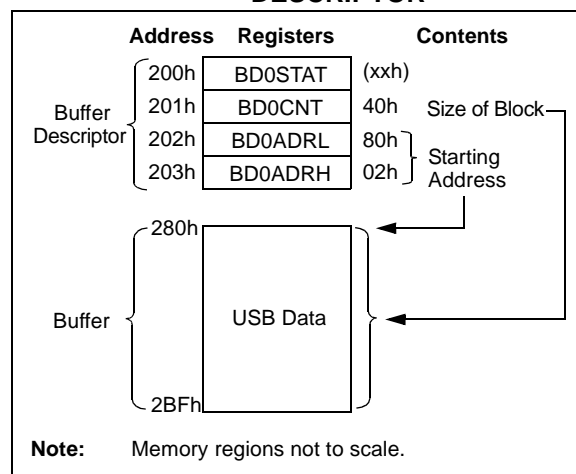 DESCRIPTOR
Address Registers Contents
200h BD0STAT (xxh)
201h BD0CNT 40h Size of Block
Buffer
Descriptor
202h BD0ADRL 80h
203h BD0ADRH 02h
Starting
Address
280h
Buffer USB Data
2BFh
Note: Memory regions not to scale.